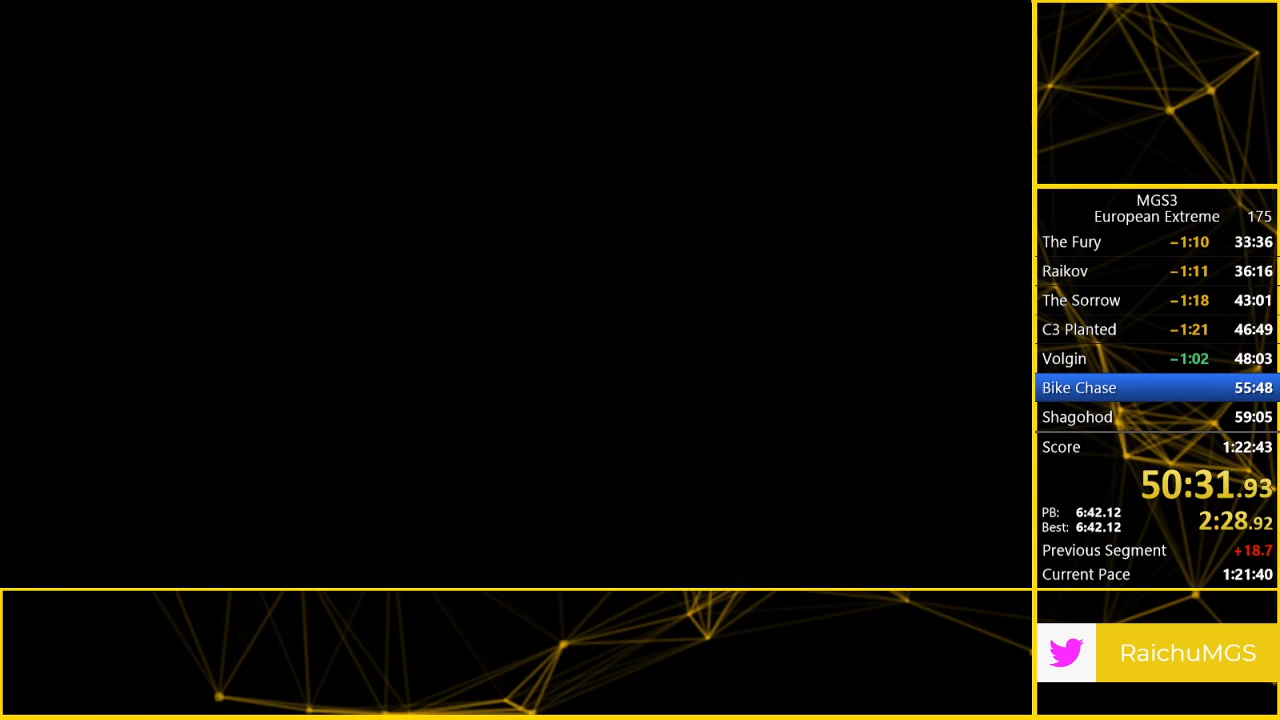 MGS3
European Extreme 175
The Fury −1:10 33:36
Raikov −1:11 36:16
The Sorrow −1:18 43:01
C3 Planted −1:21 46:49
Volgin −1:02 48:03
Bike Chase 55:48
Shagohod 59:05
Score 1:22:43
50:31.93
PB: 6:42.12
Best: 6:42.12
2:28.92
Previous Segment +18.7
Current Pace 1:21:40
RaichuMGS